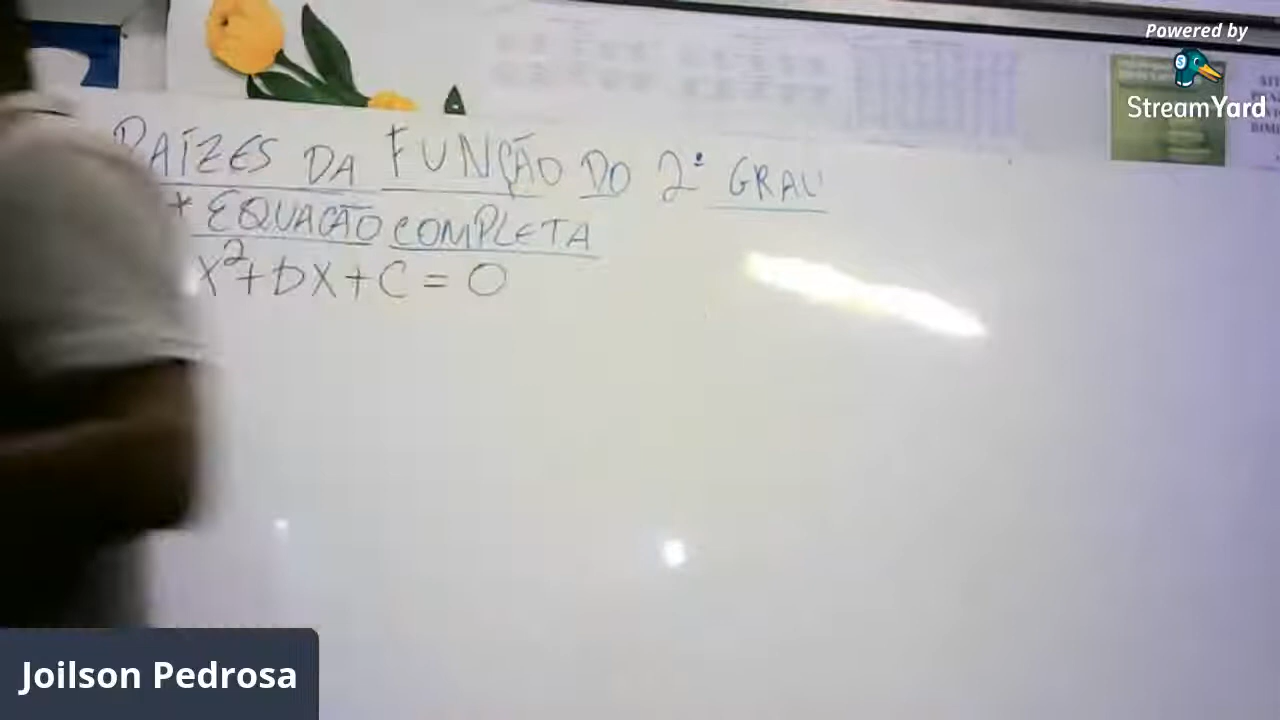 Powered by
StreamYard
RAÍZES DA FUNÇÃO DO 2º GRAU
* EQUAÇÃO COMPLETA
X²+bX+C=0
Joilson Pedrosa